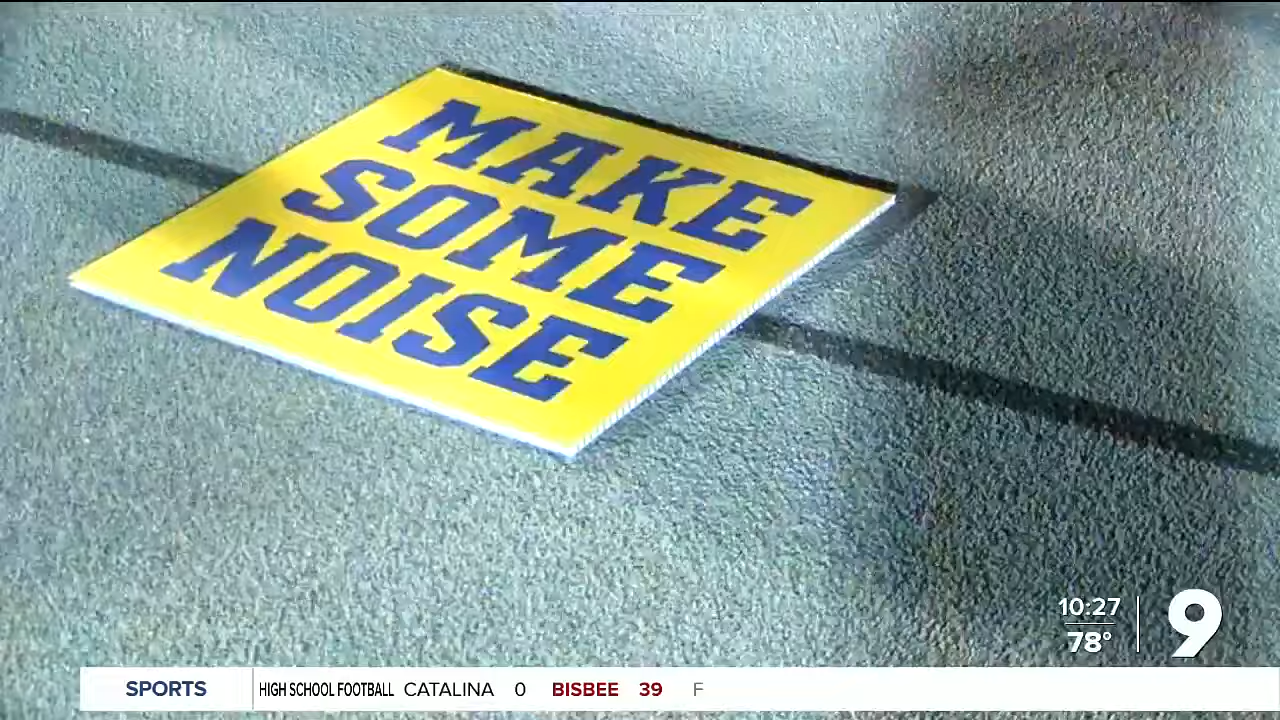 MAKE
SOME
NOISE
10:27
78°
9
SPORTS HIGH SCHOOL FOOTBALL CATALINA 0 BISBEE 39 F